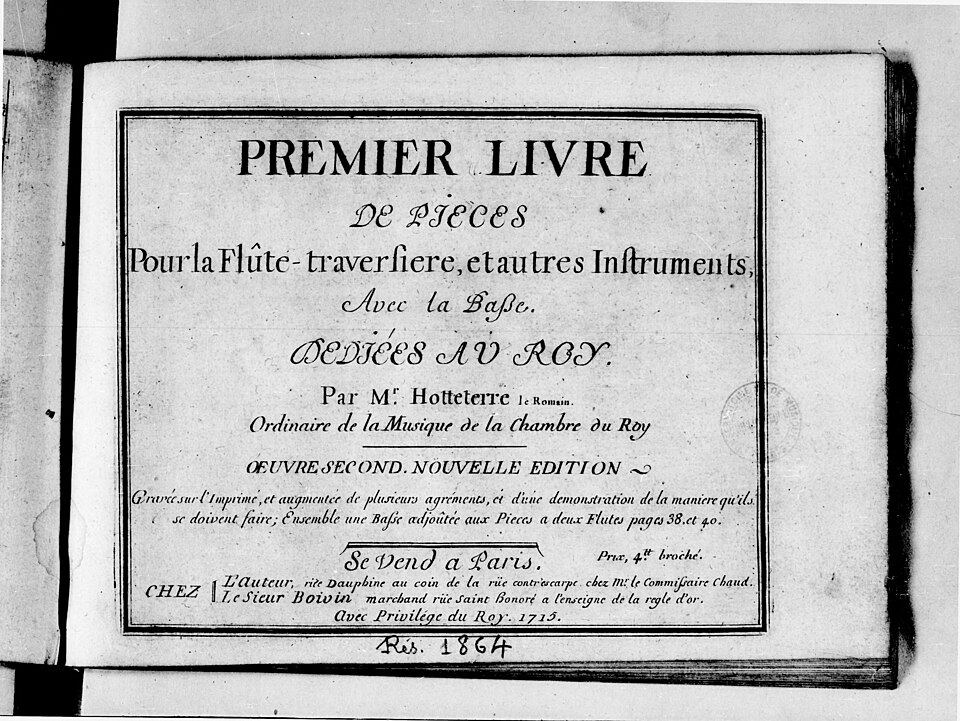 PREMIER LIVRE
DE PIECES
Pour la Flûte-traversiere, et autres Instruments,
Avec la Basse.
DEDIÉES AU ROY.
Par Mr. Hotteterre le Romain.
Ordinaire de la Musique de la Chambre du Roy
ŒUVRE SECOND. NOUVELLE EDITION
Gravée sur l'Imprimé, et augmentée de plusieurs agréments, et d'une demonstration de la maniere qu'ils
se doivent faire; Ensemble une Basse adjoûtée aux Pieces a deux Flutes pages 38. et 40.
Se Vend a Paris. Prix, 4tt broché.
CHEZ L'Auteur, rüe Dauphine au coin de la rüe contrescarpe chez Mr. le Commissaire Chaud.
Le Sieur Boivin marchand rüe Saint Honoré a l'enseigne de la regle d'or.
Avec Privilége du Roy. 1715.
Rés. 1864